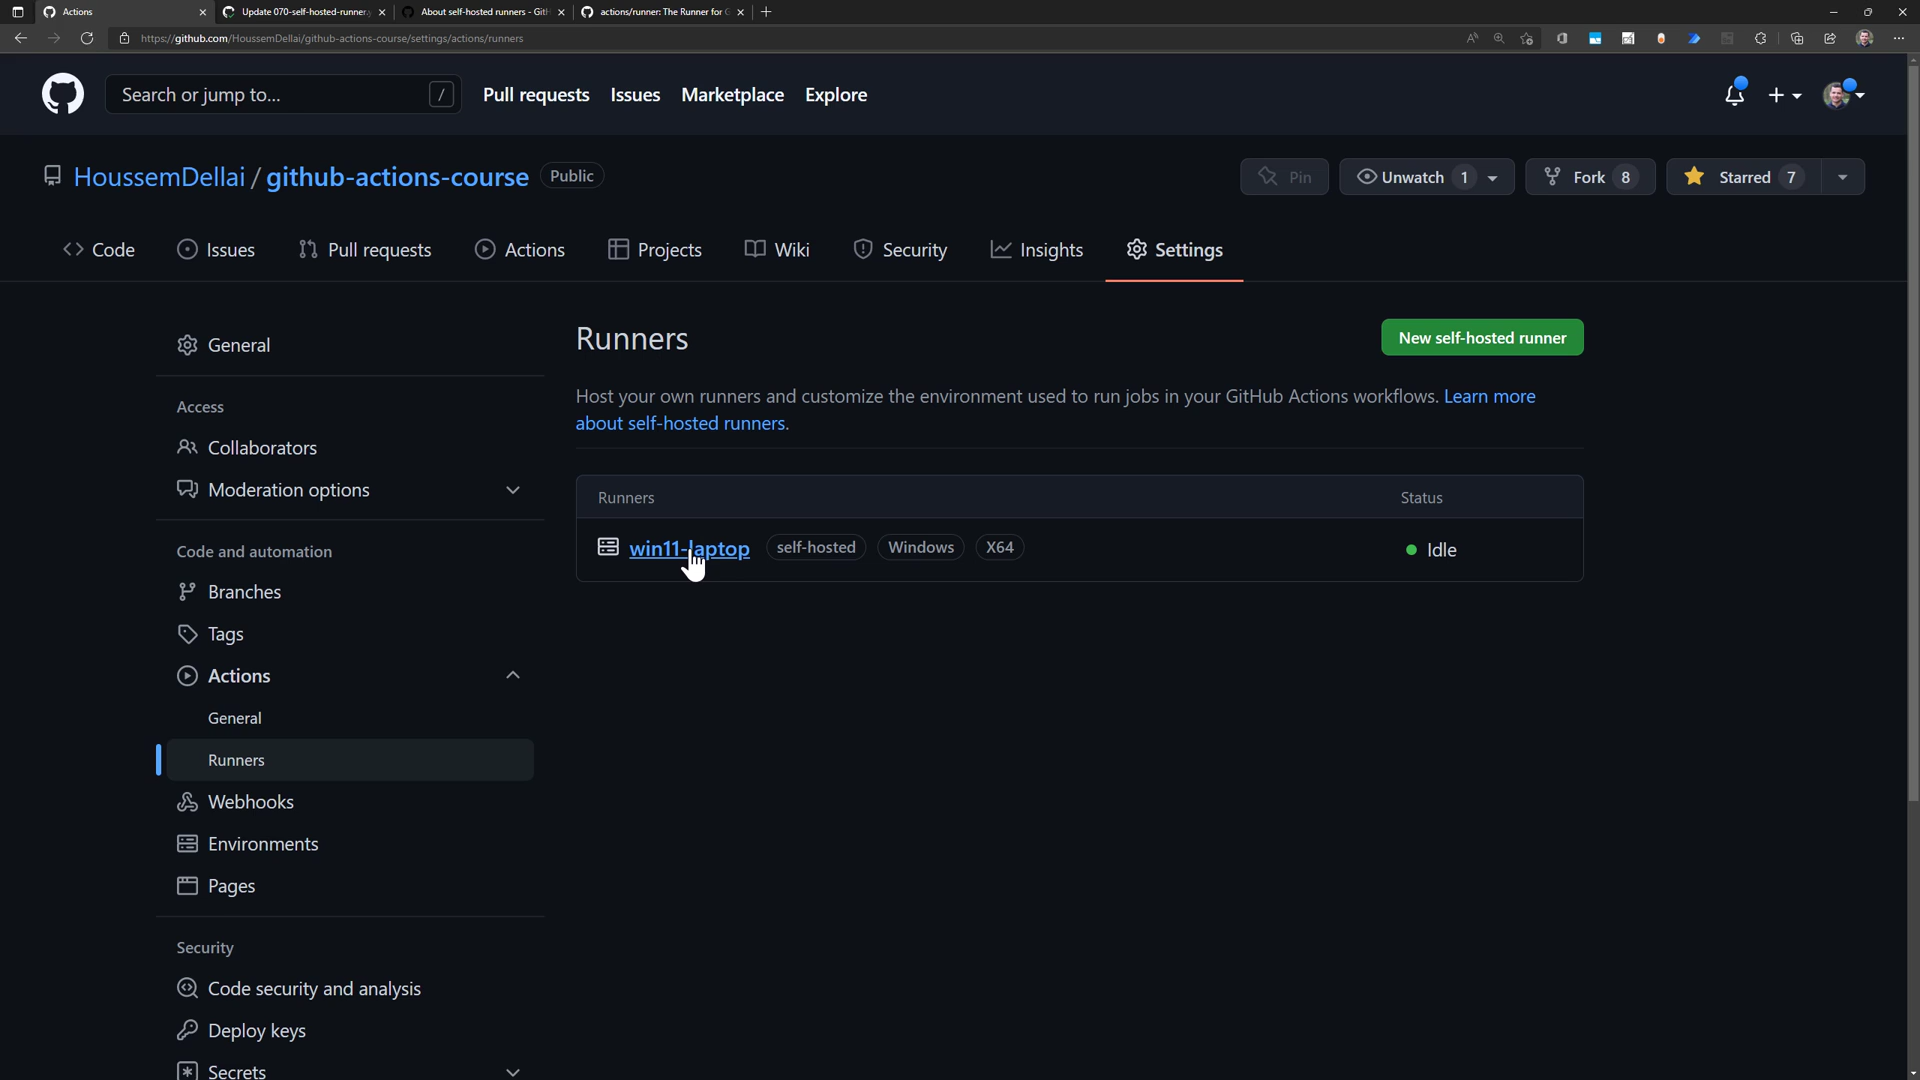 Actions
Update 070-self-hosted-runner.
About self-hosted runners - GitH
actions/runner: The Runner for G
https://github.com/HoussemDellai/github-actions-course/settings/actions/runners
Search or jump to... /
Pull requests Issues Marketplace Explore
HoussemDellai / github-actions-course Public
Pin
Unwatch 1
Fork 8
Starred 7
Code
Issues
Pull requests
Actions
Projects
Wiki
Security
Insights
Settings
General
Access
Collaborators
Moderation options
Code and automation
Branches
Tags
Actions
General
Runners
Webhooks
Environments
Pages
Security
Code security and analysis
Deploy keys
Secrets
Runners
New self-hosted runner
Host your own runners and customize the environment used to run jobs in your GitHub Actions workflows. Learn more
about self-hosted runners.
Runners Status
win11-laptop self-hosted Windows X64 Idle